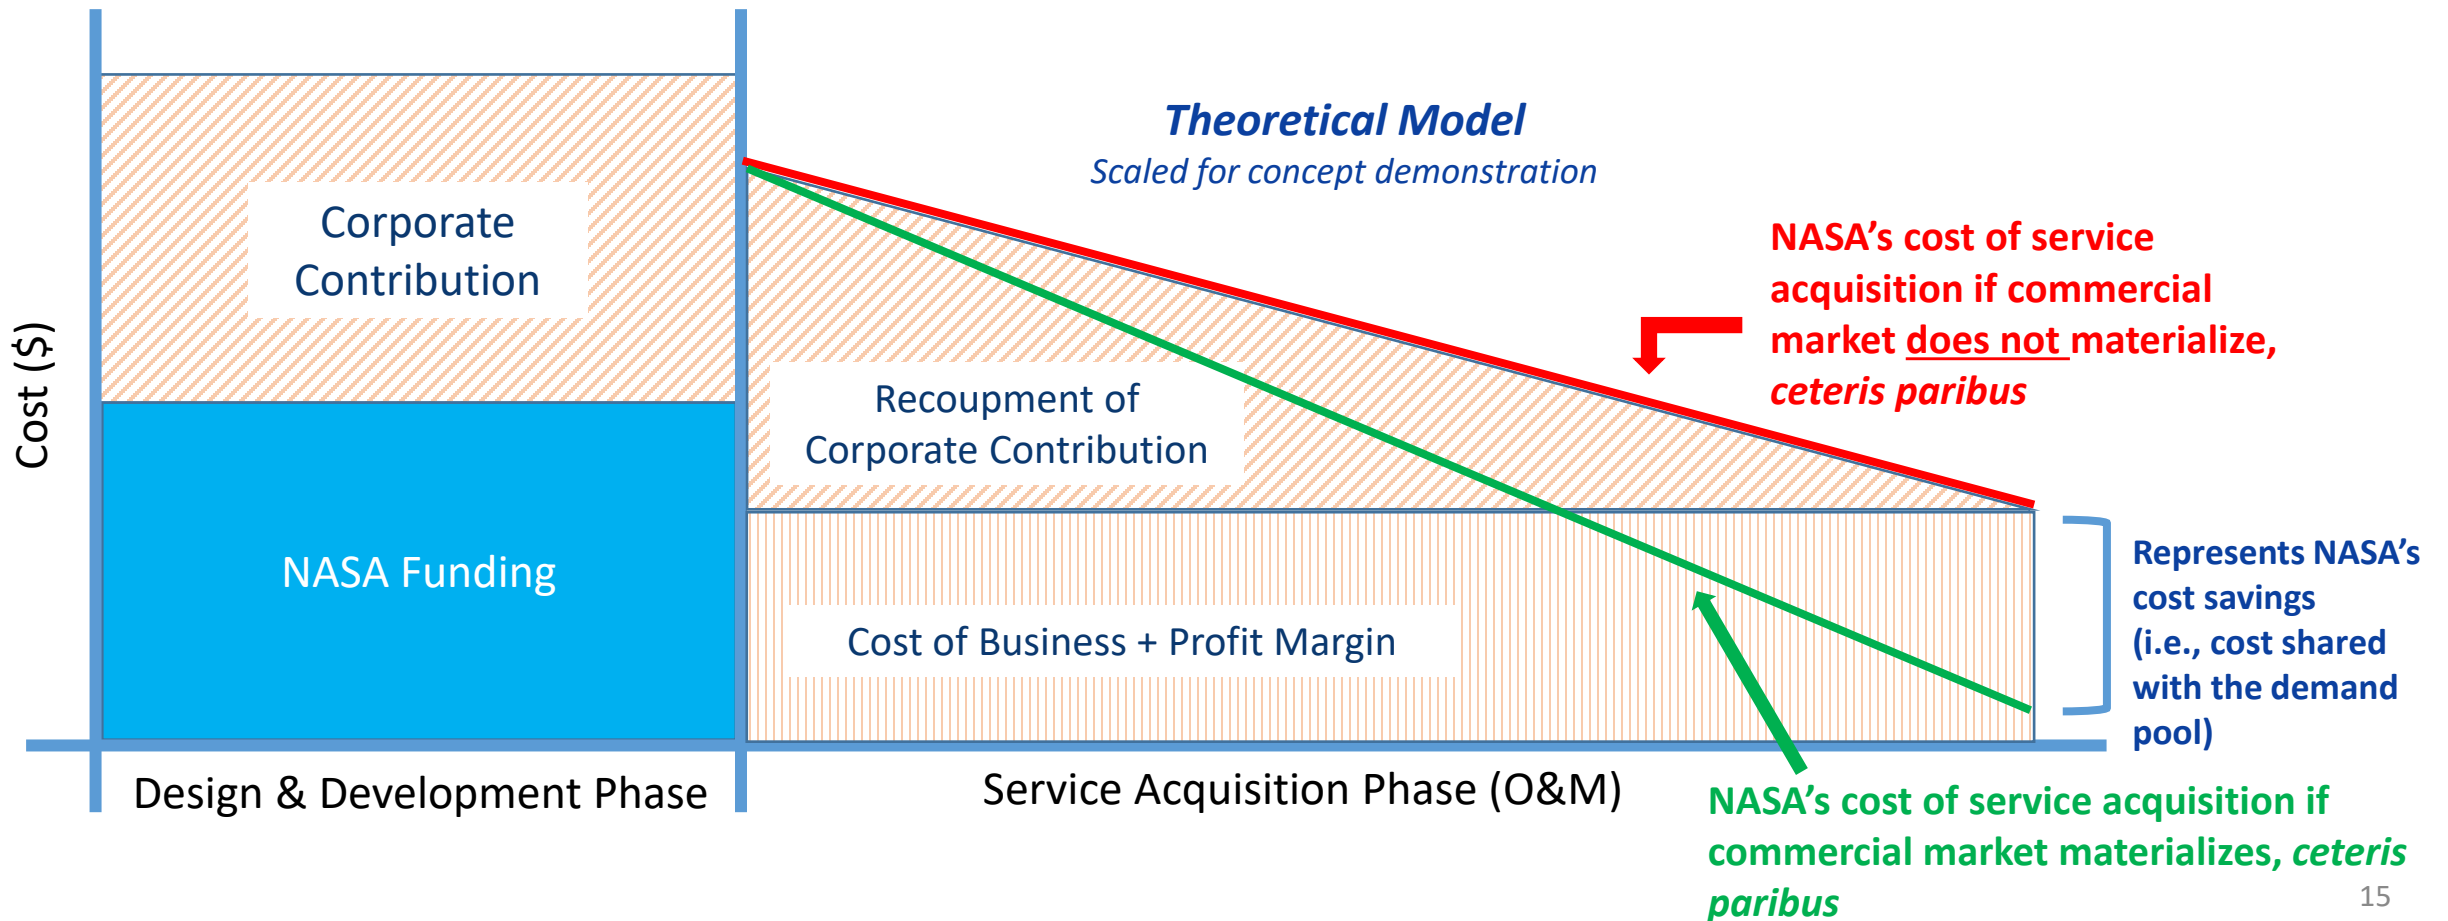 Theoretical Model
Scaled for concept demonstration
Cost ($)
Corporate
Contribution
NASA Funding
Recoupment of
Corporate Contribution
Cost of Business + Profit Margin
NASA's cost of service
acquisition if commercial
market does not materialize,
ceteris paribus
Represents NASA's
cost savings
(i.e., cost shared
with the demand
pool)
Design & Development Phase
Service Acquisition Phase (O&M)
NASA's cost of service acquisition if
commercial market materializes, ceteris
paribus
15